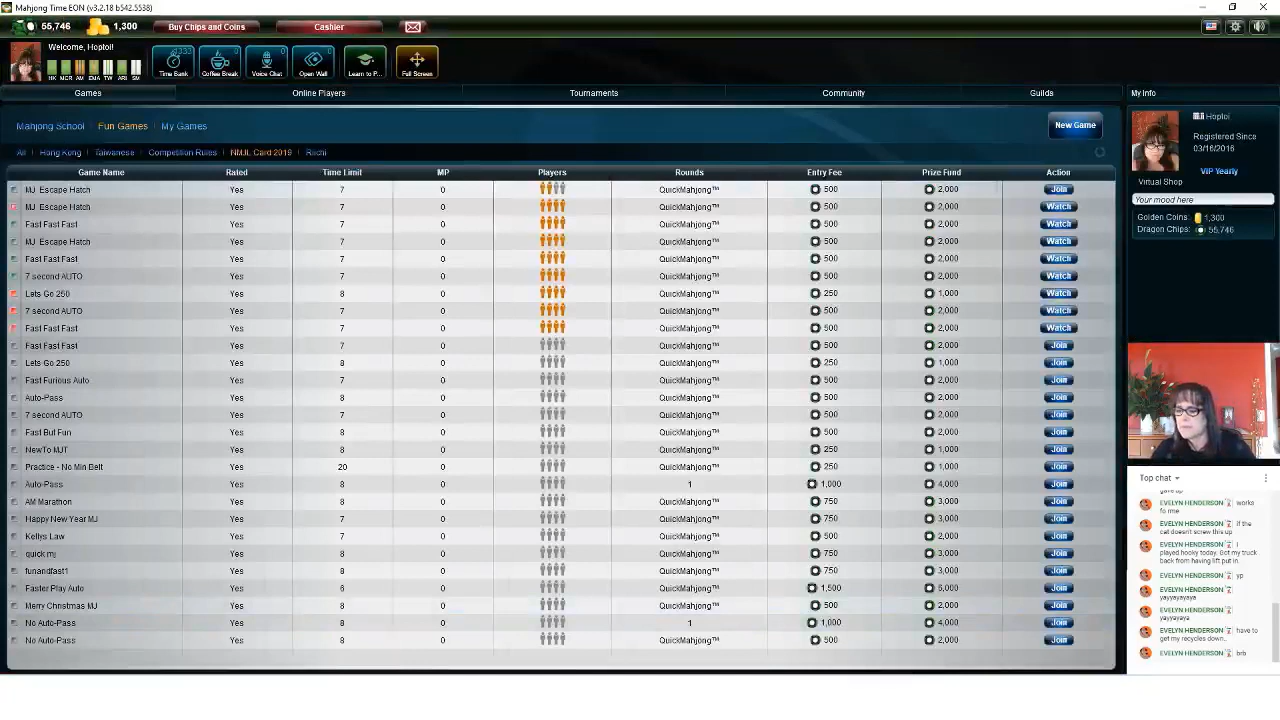 Mahjong Time EON (v3.2.18 b542.5538)
55,746 1,300 Buy Chips and Coins Cashier
Welcome, Hoptoi!
HK MCR AM EMA TW ARI SM
Time Bank Coffee Break Voice Chat Open Wall Learn to P... Full Screen
Games Online Players Tournaments Community Guilds My Info
Mahjong School Fun Games My Games New Game
All Hong Kong Taiwanese Competition Rules NMJL Card 2019 Riichi
Game Name Rated Time Limit MP Players Rounds Entry Fee Prize Fund Action
MJ Escape Hatch Yes 7 0 QuickMahjong™ 500 2,000 Join
MJ Escape Hatch Yes 7 0 QuickMahjong™ 500 2,000 Watch
Fast Fast Fast Yes 7 0 QuickMahjong™ 500 2,000 Watch
MJ Escape Hatch Yes 7 0 QuickMahjong™ 500 2,000 Watch
Fast Fast Fast Yes 7 0 QuickMahjong™ 500 2,000 Watch
7 second AUTO Yes 7 0 QuickMahjong™ 500 2,000 Watch
Lets Go 250 Yes 7 0 QuickMahjong™ 250 1,000 Watch
7 second AUTO Yes 7 0 QuickMahjong™ 500 2,000 Watch
Fast Fast Fast Yes 7 0 QuickMahjong™ 500 2,000 Watch
Fast Fast Fast Yes 7 0 QuickMahjong™ 500 2,000 Join
Lets Go 250 Yes 8 0 QuickMahjong™ 250 1,000 Join
Fast Furious Auto Yes 7 0 QuickMahjong™ 500 2,000 Join
Auto-Pass Yes 8 0 QuickMahjong™ 500 2,000 Join
7 second AUTO Yes 7 0 QuickMahjong™ 500 2,000 Join
Fast But Fun Yes 8 0 QuickMahjong™ 500 2,000 Join
NewTo MJT Yes 8 0 QuickMahjong™ 250 1,000 Join
Practice - No Min Belt Yes 20 0 QuickMahjong™ 250 1,000 Join
Auto-Pass Yes 8 0 1 1,000 4,000 Join
AM Marathon Yes 8 0 QuickMahjong™ 750 3,000 Join
Happy New Year MJ Yes 7 0 QuickMahjong™ 750 3,000 Join
Kellys Law Yes 7 0 QuickMahjong™ 500 2,000 Join
quick mj Yes 8 0 QuickMahjong™ 750 3,000 Join
funandfast1 Yes 8 0 QuickMahjong™ 750 3,000 Join
Faster Play Auto Yes 6 0 QuickMahjong™ 1,500 6,000 Join
Merry Christmas MJ Yes 8 0 QuickMahjong™ 500 2,000 Join
No Auto-Pass Yes 8 0 1 1,000 4,000 Join
No Auto-Pass Yes 8 0 QuickMahjong™ 500 2,000 Join
Hoptoi
Registered Since
03/16/2016
VIP Yearly
Virtual Shop
Your mood here
Golden Coins: 1,300
Dragon Chips: 55,746
Top chat
gave up
EVELYN HENDERSON works
fo rme
EVELYN HENDERSON If the
cat doesn't screw this up
EVELYN HENDERSON I
played hooky today. Got my truck
back from having lift put in.
EVELYN HENDERSON yp
EVELYN HENDERSON
yayyayayaya
EVELYN HENDERSON
yayyayaya
EVELYN HENDERSON have to
get my recycles down..
EVELYN HENDERSON brb